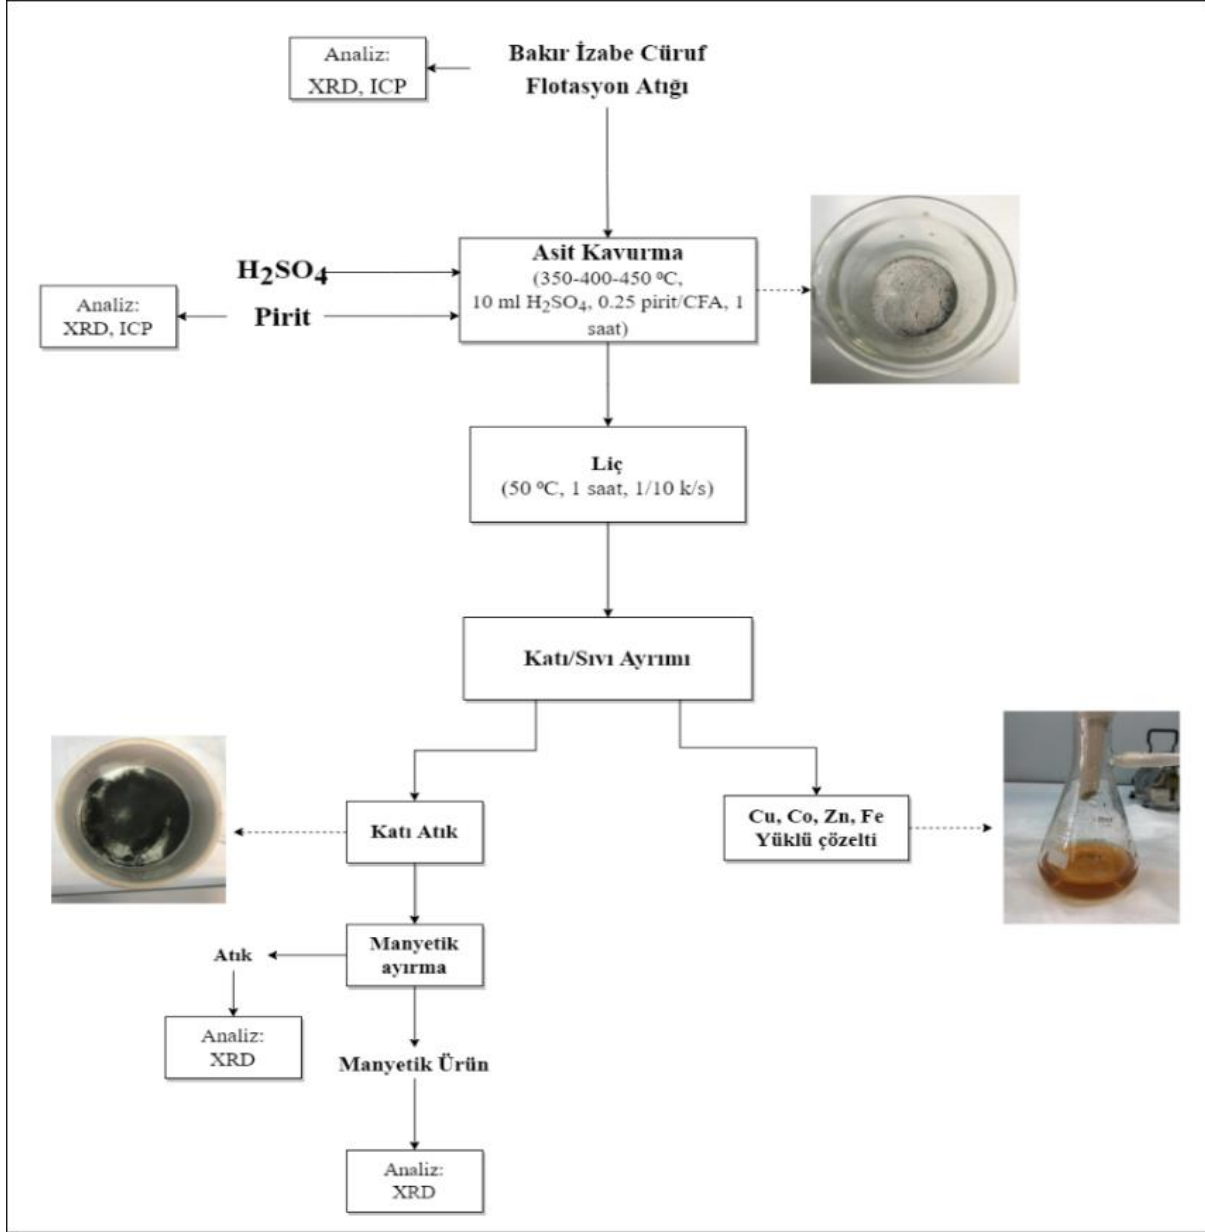 Analiz:
XRD, ICP
Bakır İzabe Cüruf
Flotasyon Atığı
H₂SO₄
Pirit
Analiz:
XRD, ICP
Asit Kavurma
(350-400-450 ⁰C,
10 ml H₂SO₄, 0.25 pirit/CFA, 1
saat)
Liç
(50 ⁰C, 1 saat, 1/10 k/s)
Katı/Sıvı Ayrımı
Katı Atık
Cu, Co, Zn, Fe
Yüklü çözelti
Manyetik
ayırma
Atık
Analiz:
XRD
Manyetik Ürün
Analiz:
XRD